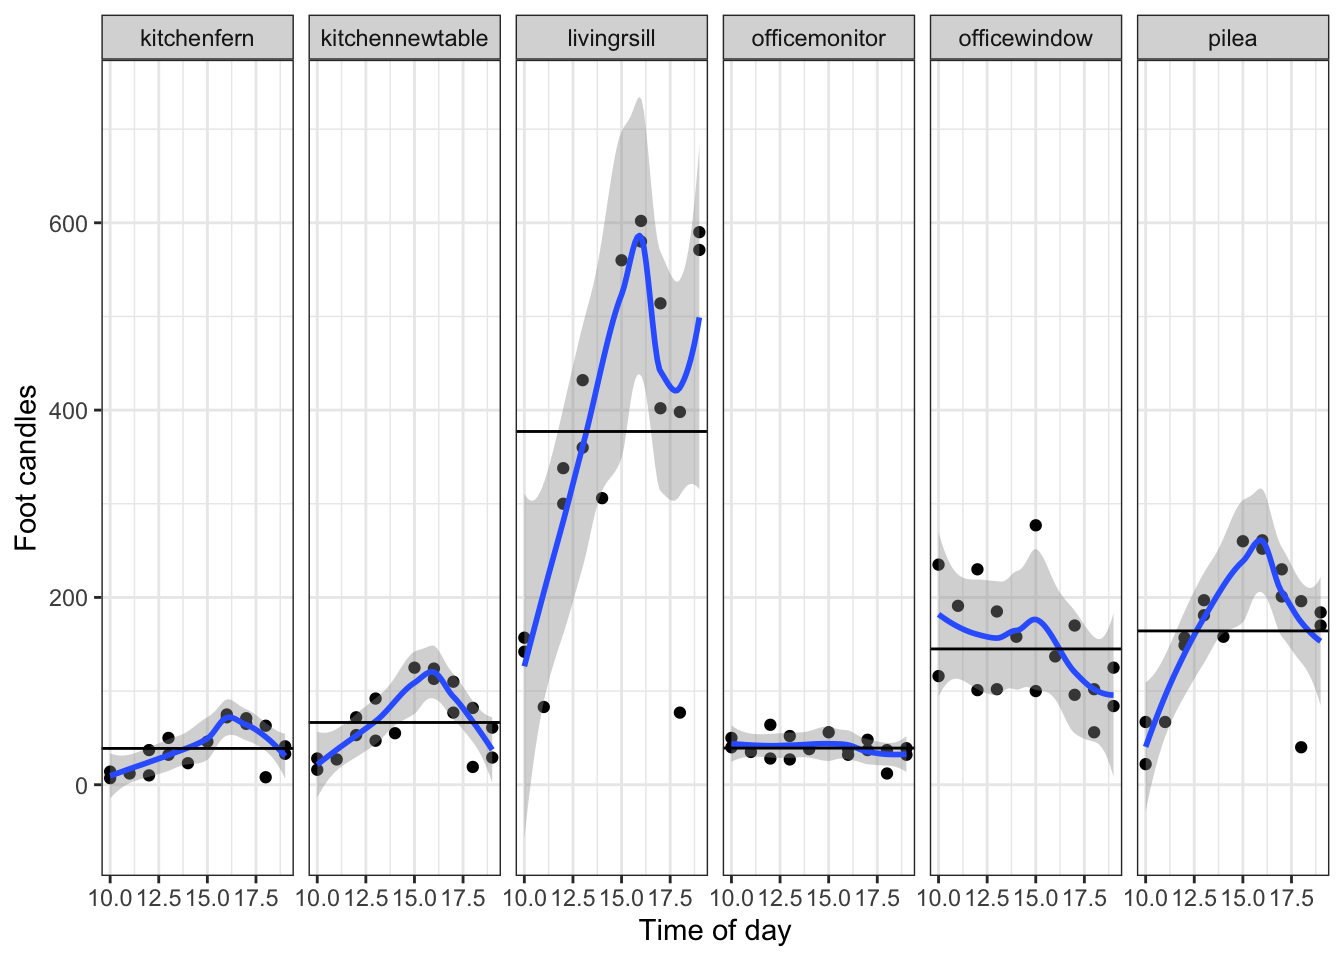 kitchenfern kitchennewtable livingrsill officemonitor officewindow pilea
600
400
200
0
Foot candles
10.0 12.5 15.0 17.5 10.0 12.5 15.0 17.5 10.0 12.5 15.0 17.5 10.0 12.5 15.0 17.5 10.0 12.5 15.0 17.5 10.0 12.5 15.0 17.5
Time of day